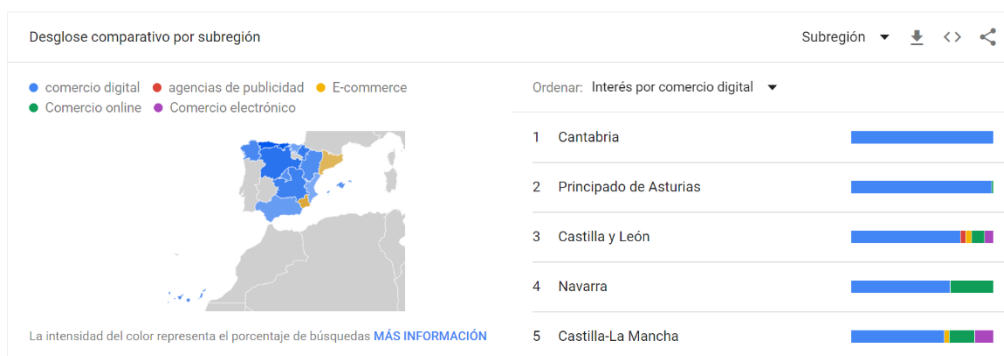 Desglose comparativo por subregión
Subregión
comercio digital agencias de publicidad E-commerce
Comercio online Comercio electrónico
La intensidad del color representa el porcentaje de búsquedas MÁS INFORMACIÓN
Ordenar: Interés por comercio digital
1 Cantabria
2 Principado de Asturias
3 Castilla y León
4 Navarra
5 Castilla-La Mancha